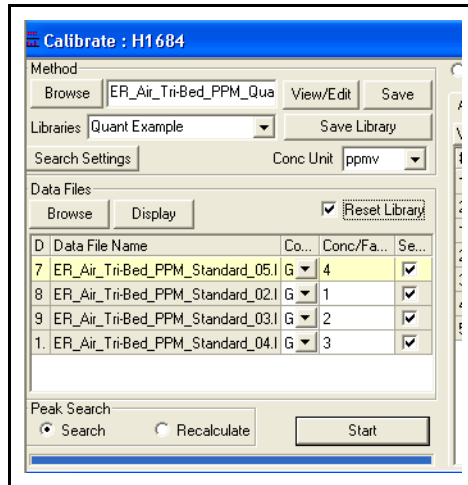 Calibrate : H1684
Method
Browse ER_Air_Tri-Bed_PPM_Qua View/Edit Save
Libraries Quant Example Save Library
Search Settings Conc Unit ppmv
Data Files
Browse Display Reset Library
D Data File Name Co... Conc/Fa... Se...
7 ER_Air_Tri-Bed_PPM_Standard_05.I G 4
8 ER_Air_Tri-Bed_PPM_Standard_02.I G 1
9 ER_Air_Tri-Bed_PPM_Standard_03.I G 2
1. ER_Air_Tri-Bed_PPM_Standard_04.I G 3
Peak Search
Search Recalculate Start